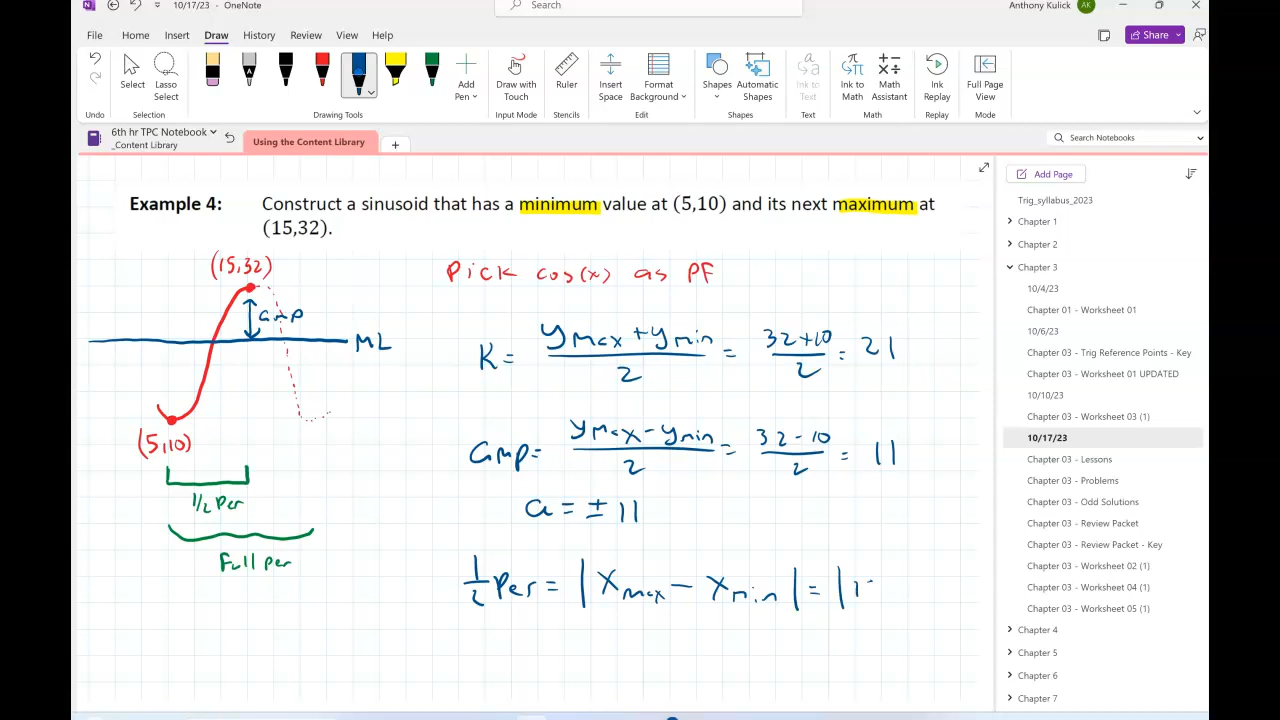 10/17/23 - OneNote
Search
Anthony Kulick
AK
File Home Insert Draw History Review View Help
Share
Undo
Select
Lasso Select
Add Pen
Draw with Touch
Ruler
Insert Space
Format Background
Shapes
Automatic Shapes
Ink to Text
Ink to Math
Math Assistant
Ink Replay
Full Page View
Undo Selection Drawing Tools Input Mode Stencils Edit Shapes Text Math Replay Mode
6th hr TPC Notebook
_Content Library
Using the Content Library
+
Search Notebooks
Add Page
Trig_syllabus_2023
Chapter 1
Chapter 2
Chapter 3
10/4/23
Chapter 01 - Worksheet 01
10/6/23
Chapter 03 - Trig Reference Points - Key
Chapter 03 - Worksheet 01 UPDATED
10/10/23
Chapter 03 - Worksheet 03 (1)
10/17/23
Chapter 03 - Lessons
Chapter 03 - Problems
Chapter 03 - Odd Solutions
Chapter 03 - Review Packet
Chapter 03 - Review Packet - Key
Chapter 03 - Worksheet 02 (1)
Chapter 03 - Worksheet 04 (1)
Chapter 03 - Worksheet 05 (1)
Chapter 4
Chapter 5
Chapter 6
Chapter 7
Example 4: Construct a sinusoid that has a minimum value at (5,10) and its next maximum at
(15,32).
(15,32)
amp
ML
(5,10)
1/2 Per
Full per
Pick cos(x) as PF
K = (ymax + ymin)/2 = (32+10)/2 = 21
amp = (ymax - ymin)/2 = (32-10)/2 = 11
a = ± 11
1/2 Per = | Xmax - Xmin | = | 1